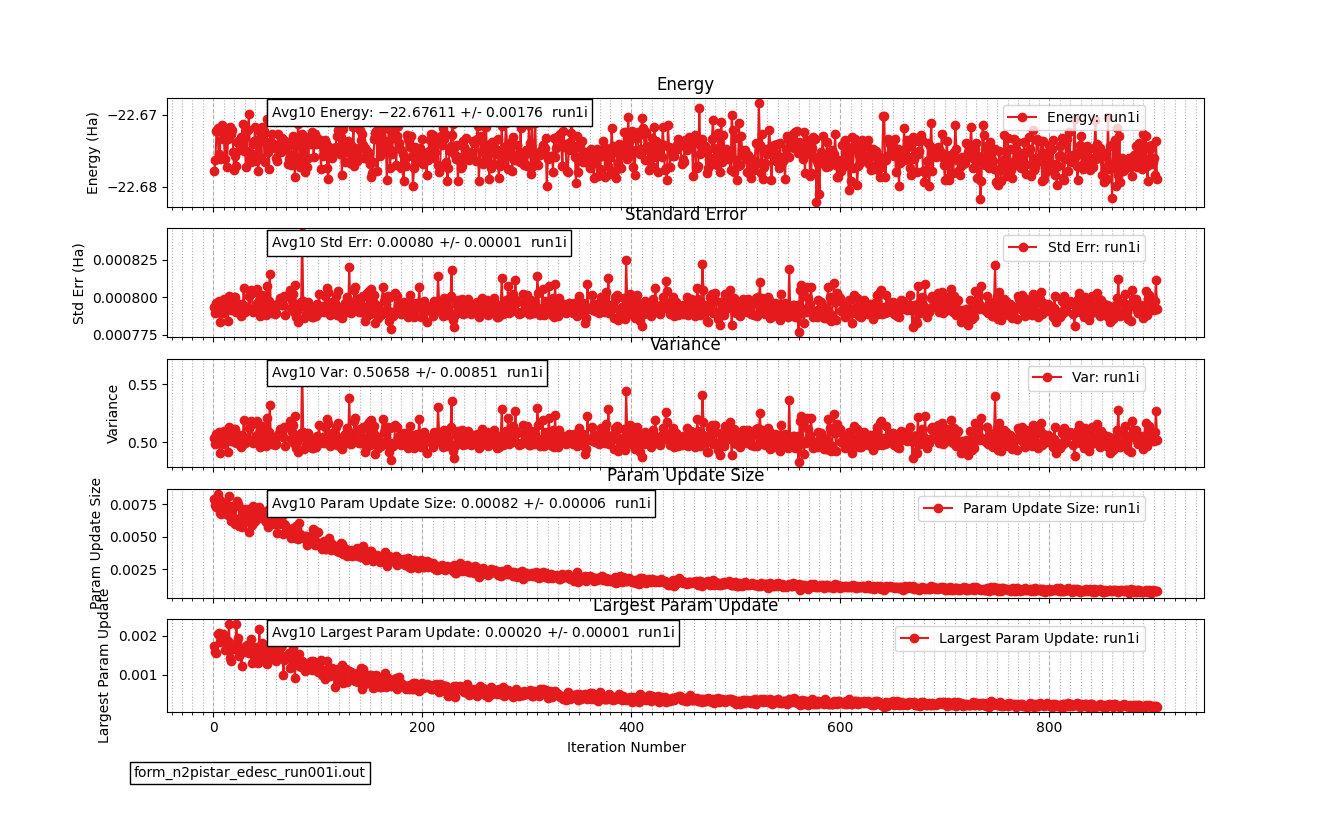 Energy
Avg10 Energy: −22.67611 +/- 0.00176 run1i
Energy: run1i
Energy (Ha)
−22.67
−22.68
Standard Error
Avg10 Std Err: 0.00080 +/- 0.00001 run1i
Std Err: run1i
Std Err (Ha)
0.000825
0.000800
0.000775
Variance
Avg10 Var: 0.50658 +/- 0.00851 run1i
Var: run1i
Variance
0.55
0.50
Param Update Size
Avg10 Param Update Size: 0.00082 +/- 0.00006 run1i
Param Update Size: run1i
Param Update Size
0.0075
0.0050
0.0025
Largest Param Update
Avg10 Largest Param Update: 0.00020 +/- 0.00001 run1i
Largest Param Update: run1i
Largest Param Update
0.002
0.001
0 200 400 600 800
Iteration Number
form_n2pistar_edesc_run001i.out